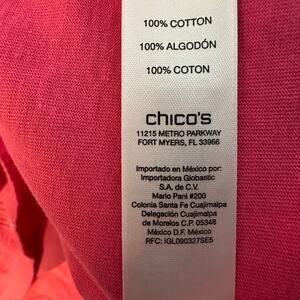 100% COTTON
100% ALGODÓN
100% COTON
chico's
11215 METRO PARKWAY
FORT MYERS, FL 33966
Importado en México por:
Importadora Globastic
S.A. de C.V.
Mario Pani #200
Colonia Santa Fe Cuajimalpa
Delegación Cuajimalpa
de Morelos C.P. 05348
México D.F. México
RFC: IGL090327SE5